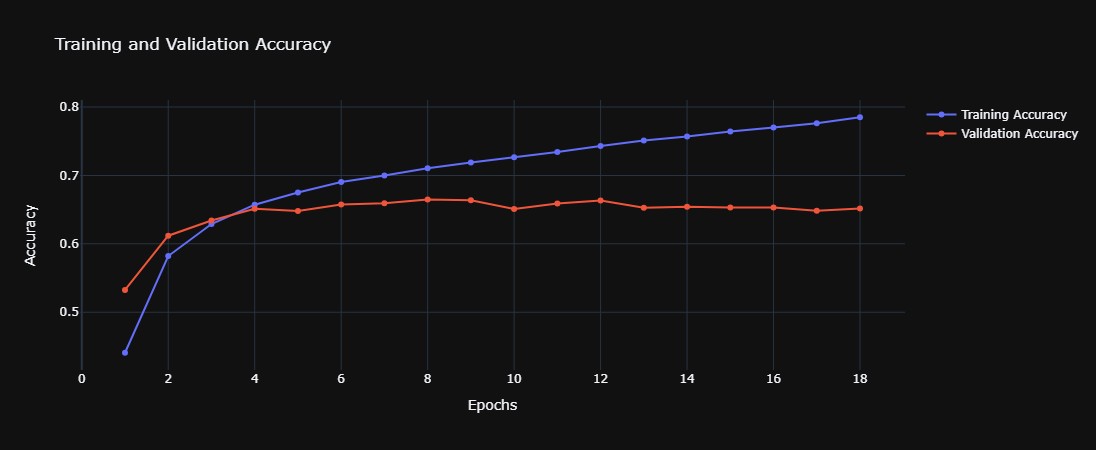 Training and Validation Accuracy
Training Accuracy
Validation Accuracy
0.8
0.7
0.6
0.5
Accuracy
0 2 4 6 8 10 12 14 16 18
Epochs